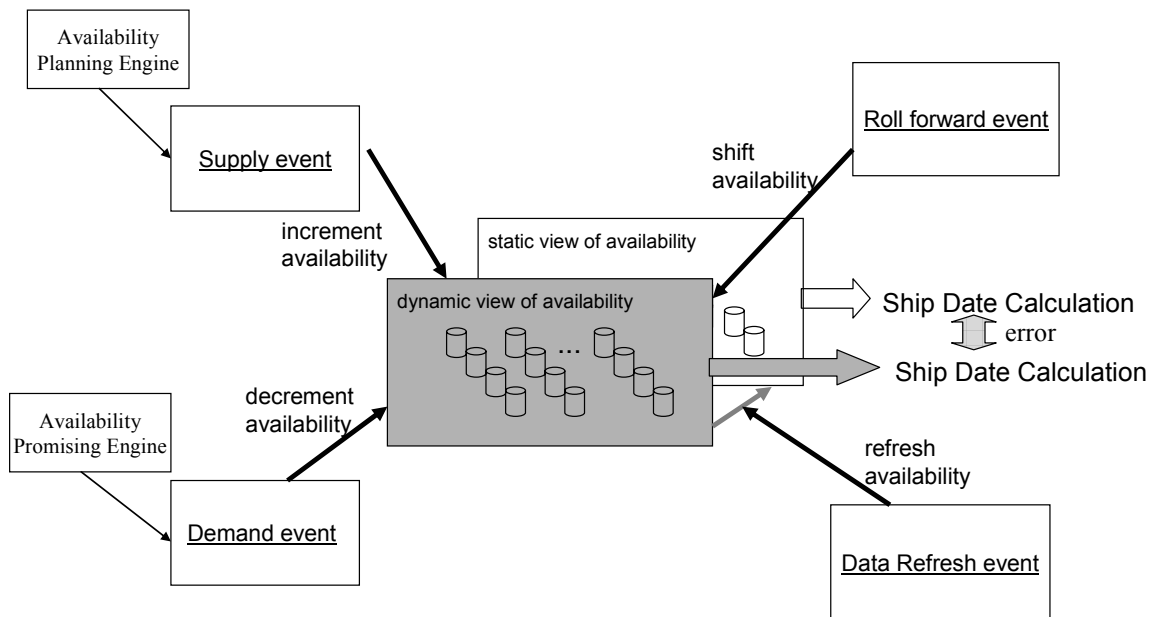 Availability
Planning Engine
Supply event
Roll forward event
shift
availability
increment
availability
static view of availability
dynamic view of availability
...
Ship Date Calculation
error
Ship Date Calculation
decrement
availability
Availability
Promising Engine
refresh
availability
Demand event
Data Refresh event